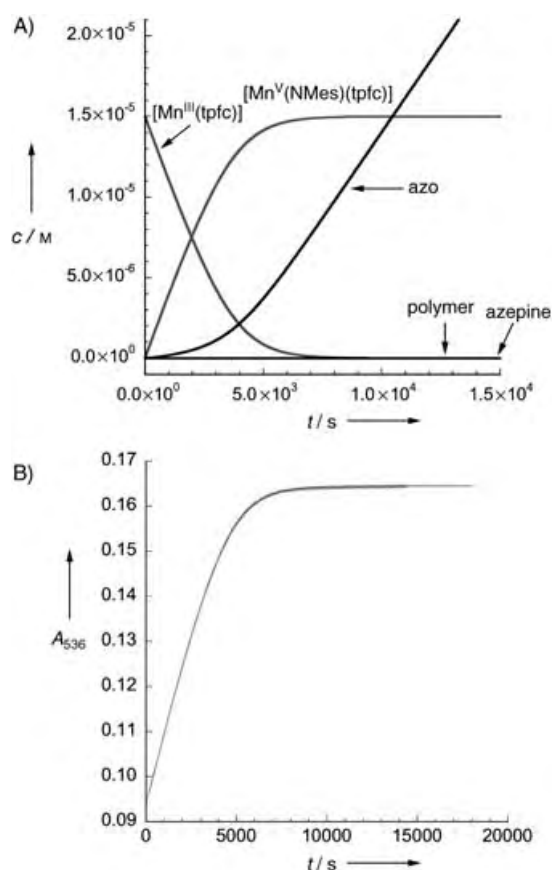 A)
2.0×10⁻⁵
[Mnᴵᴵᴵ(tpfc)] [Mnⱽ(NMes)(tpfc)]
1.5×10⁻⁵
1.0×10⁻⁵
azo
c / M
5.0×10⁻⁶
polymer azepine
0.0×10⁰
0.0×10⁰ 5.0×10³ 1.0×10⁴ 1.5×10⁴
t / s
B)
0.17
0.16
0.15
0.14
A₅₃₆
0.13
0.12
0.11
0.10
0.09
0 5000 10000 15000 20000
t / s